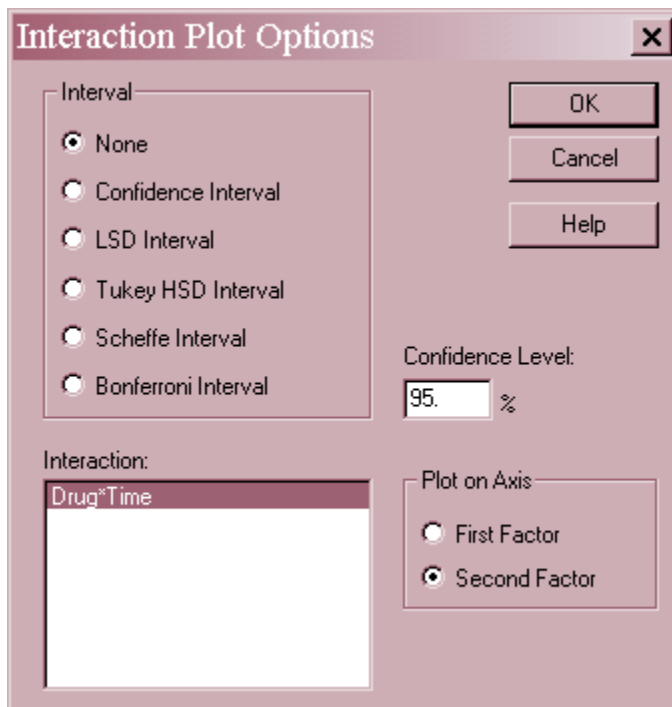 Interaction Plot Options
Interval
None
Confidence Interval
LSD Interval
Tukey HSD Interval
Scheffe Interval
Bonferroni Interval
OK
Cancel
Help
Confidence Level:
95. %
Interaction:
Drug*Time
Plot on Axis
First Factor
Second Factor